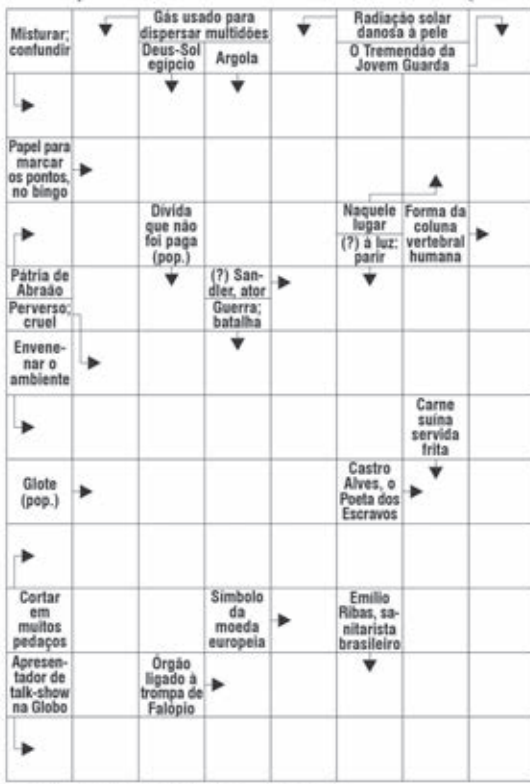 Misturar;
confundir
Gás usado para
dispersar multidões
Deus-Sol
egípcio
Argola
Radiação solar
danosa à pele
O Tremendão da
Jovem Guarda
Papel para
marcar
os pontos,
no bingo
Dívida
que não
foi paga
(pop.)
Naquele
lugar
(?) à luz:
parir
Forma da
coluna
vertebral
humana
Pátria de
Abraão
Perverso;
cruel
(?) San-
dler, ator
Guerra;
batalha
Envene-
nar o
ambiente
Carne
suína
servida
frita
Glote
(pop.)
Castro
Alves, o
Poeta dos
Escravos
Cortar
em
muitos
pedaços
Símbolo
da
moeda
europeia
Emílio
Ribas, sa-
nitarista
brasileiro
Apresen-
tador de
talk-show
na Globo
Órgão
ligado à
trompa de
Falópio